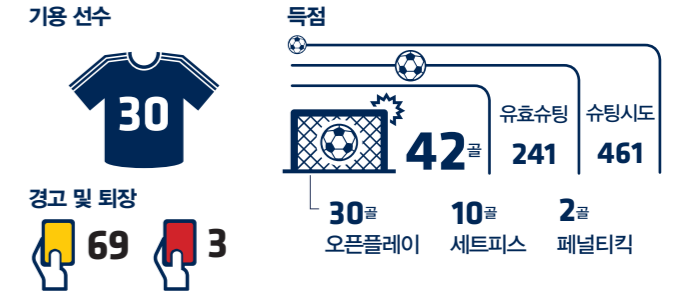 기용 선수
30
경고 및 퇴장
69 3
득점
42골
유효슈팅
241
슈팅시도
461
30골
오픈플레이
10골
세트피스
2골
페널티킥